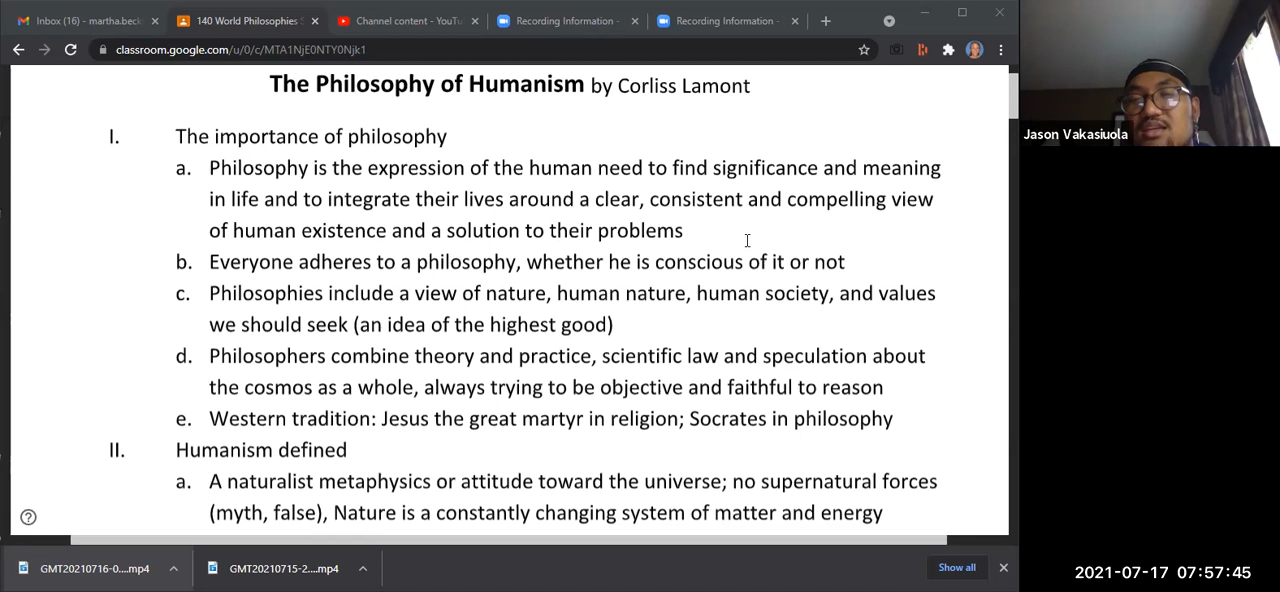 Inbox (16) - martha.beck
140 World Philosophies
Channel content - YouTu
Recording Information -
Recording Information -
classroom.google.com/u/0/c/MTA1NjE0NTY0Njk1
The Philosophy of Humanism by Corliss Lamont
I. The importance of philosophy
a. Philosophy is the expression of the human need to find significance and meaning
in life and to integrate their lives around a clear, consistent and compelling view
of human existence and a solution to their problems
b. Everyone adheres to a philosophy, whether he is conscious of it or not
c. Philosophies include a view of nature, human nature, human society, and values
we should seek (an idea of the highest good)
d. Philosophers combine theory and practice, scientific law and speculation about
the cosmos as a whole, always trying to be objective and faithful to reason
e. Western tradition: Jesus the great martyr in religion; Socrates in philosophy
II. Humanism defined
a. A naturalist metaphysics or attitude toward the universe; no supernatural forces
(myth, false), Nature is a constantly changing system of matter and energy
Jason Vakasiuola
GMT20210716-0....mp4
GMT20210715-2....mp4
Show all
2021-07-17 07:57:45